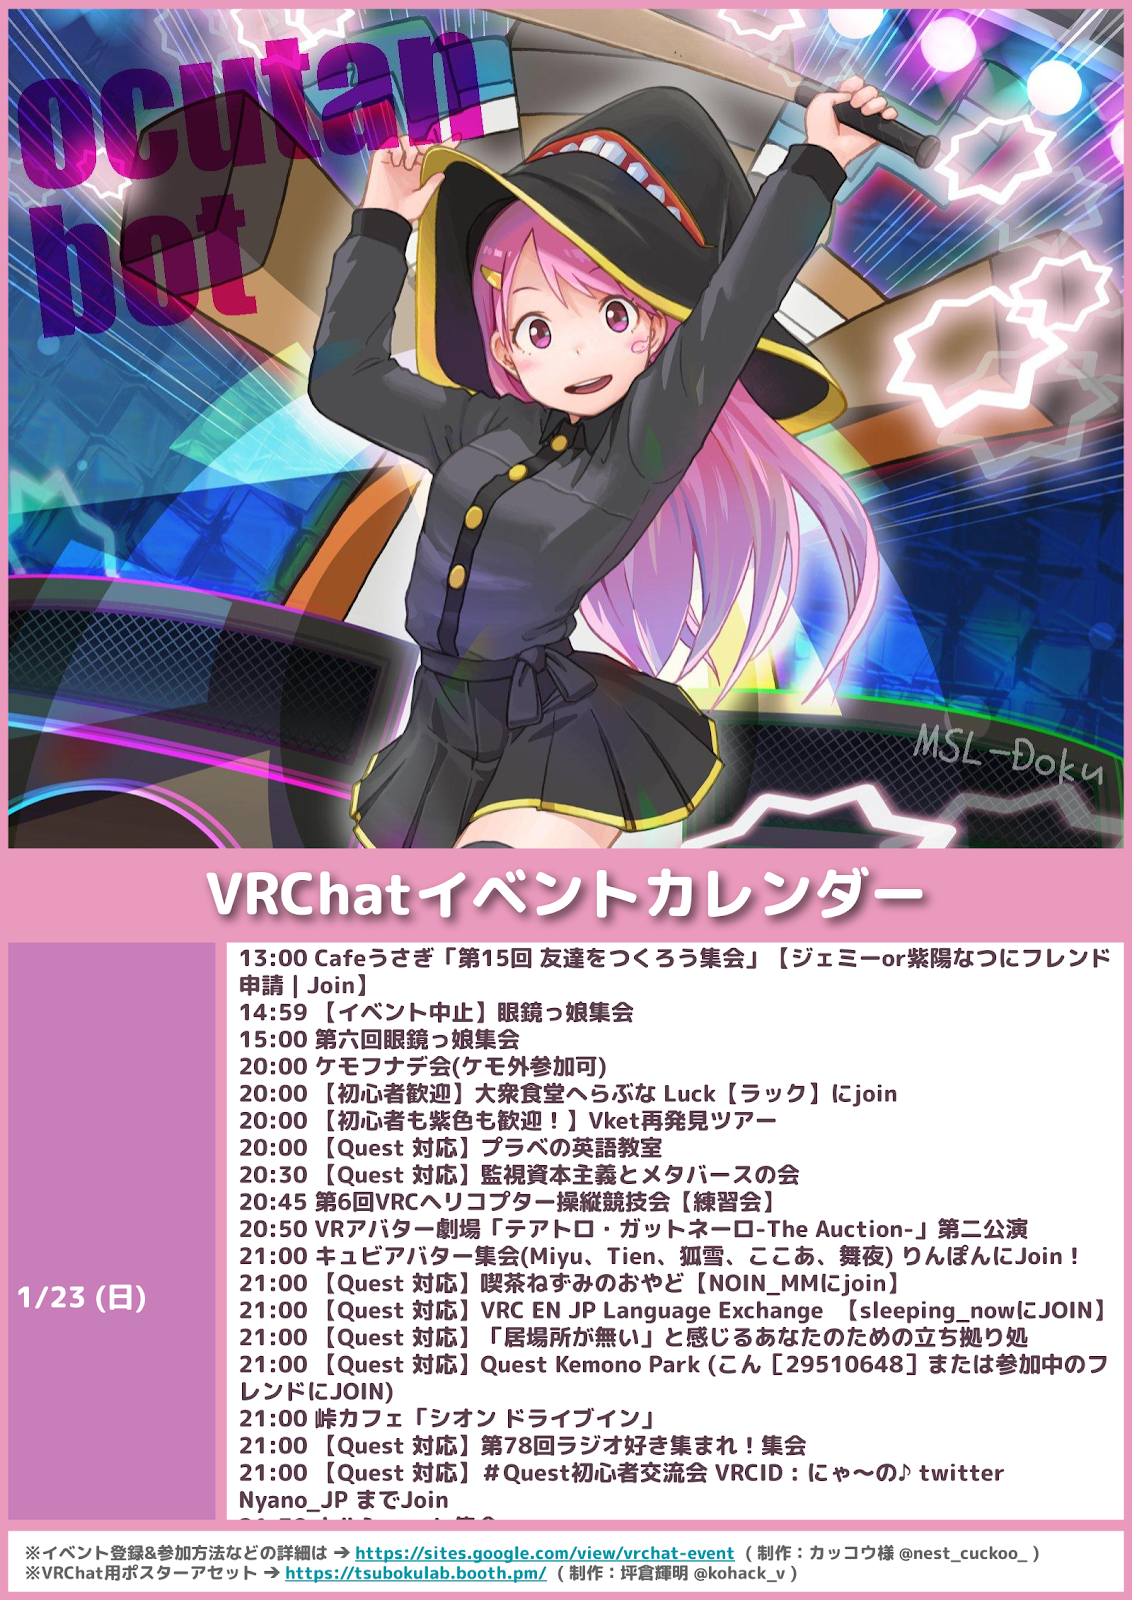 ocutan
bot
MSL-Doku
VRChatイベントカレンダー
1/23 (日)
13:00 Cafeうさぎ「第15回 友達をつくろう集会」【ジェミーor紫陽なつにフレンド
申請 | Join】
14:59 【イベント中止】眼鏡っ娘集会
15:00 第六回眼鏡っ娘集会
20:00 ケモフナデ会(ケモ外参加可)
20:00 【初心者歓迎】大衆食堂へらぶな Luck【ラック】にjoin
20:00 【初心者も紫色も歓迎！】Vket再発見ツアー
20:00 【Quest 対応】プラベの英語教室
20:30 【Quest 対応】監視資本主義とメタバースの会
20:45 第6回VRCヘリコプター操縦競技会【練習会】
20:50 VRアバター劇場「テアトロ・ガットネーロ-The Auction-」第二公演
21:00 キュビアバター集会(Miyu、Tien、狐雪、ここあ、舞夜) りんぽんにJoin！
21:00 【Quest 対応】喫茶ねずみのおやど【NOIN_MMにjoin】
21:00 【Quest 対応】VRC EN JP Language Exchange 【sleeping_nowにJOIN】
21:00 【Quest 対応】「居場所が無い」と感じるあなたのための立ち拠り処
21:00 【Quest 対応】Quest Kemono Park (こん［29510648］または参加中のフ
レンドにJOIN)
21:00 峠カフェ「シオン ドライブイン」
21:00 【Quest 対応】第78回ラジオ好き集まれ！集会
21:00 【Quest 対応】＃Quest初心者交流会 VRCID：にゃ～の♪ twitter
Nyano_JP までJoin
※イベント登録&参加方法などの詳細は ➔ https://sites.google.com/view/vrchat-event ( 制作：カッコウ様 @nest_cuckoo_ )
※VRChat用ポスターアセット ➔ https://tsubokulab.booth.pm/ ( 制作：坪倉輝明 @kohack_v )